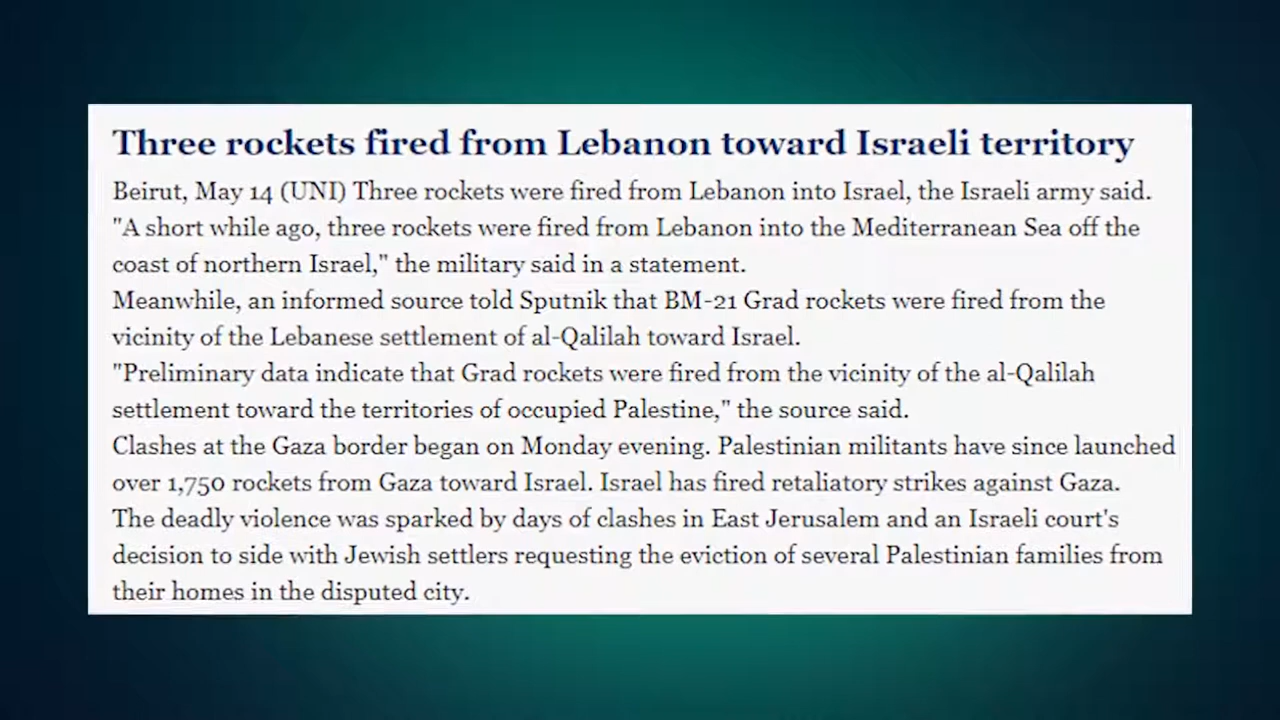 Three rockets fired from Lebanon toward Israeli territory
Beirut, May 14 (UNI) Three rockets were fired from Lebanon into Israel, the Israeli army said.
"A short while ago, three rockets were fired from Lebanon into the Mediterranean Sea off the
coast of northern Israel," the military said in a statement.
Meanwhile, an informed source told Sputnik that BM-21 Grad rockets were fired from the
vicinity of the Lebanese settlement of al-Qalilah toward Israel.
"Preliminary data indicate that Grad rockets were fired from the vicinity of the al-Qalilah
settlement toward the territories of occupied Palestine," the source said.
Clashes at the Gaza border began on Monday evening. Palestinian militants have since launched
over 1,750 rockets from Gaza toward Israel. Israel has fired retaliatory strikes against Gaza.
The deadly violence was sparked by days of clashes in East Jerusalem and an Israeli court's
decision to side with Jewish settlers requesting the eviction of several Palestinian families from
their homes in the disputed city.